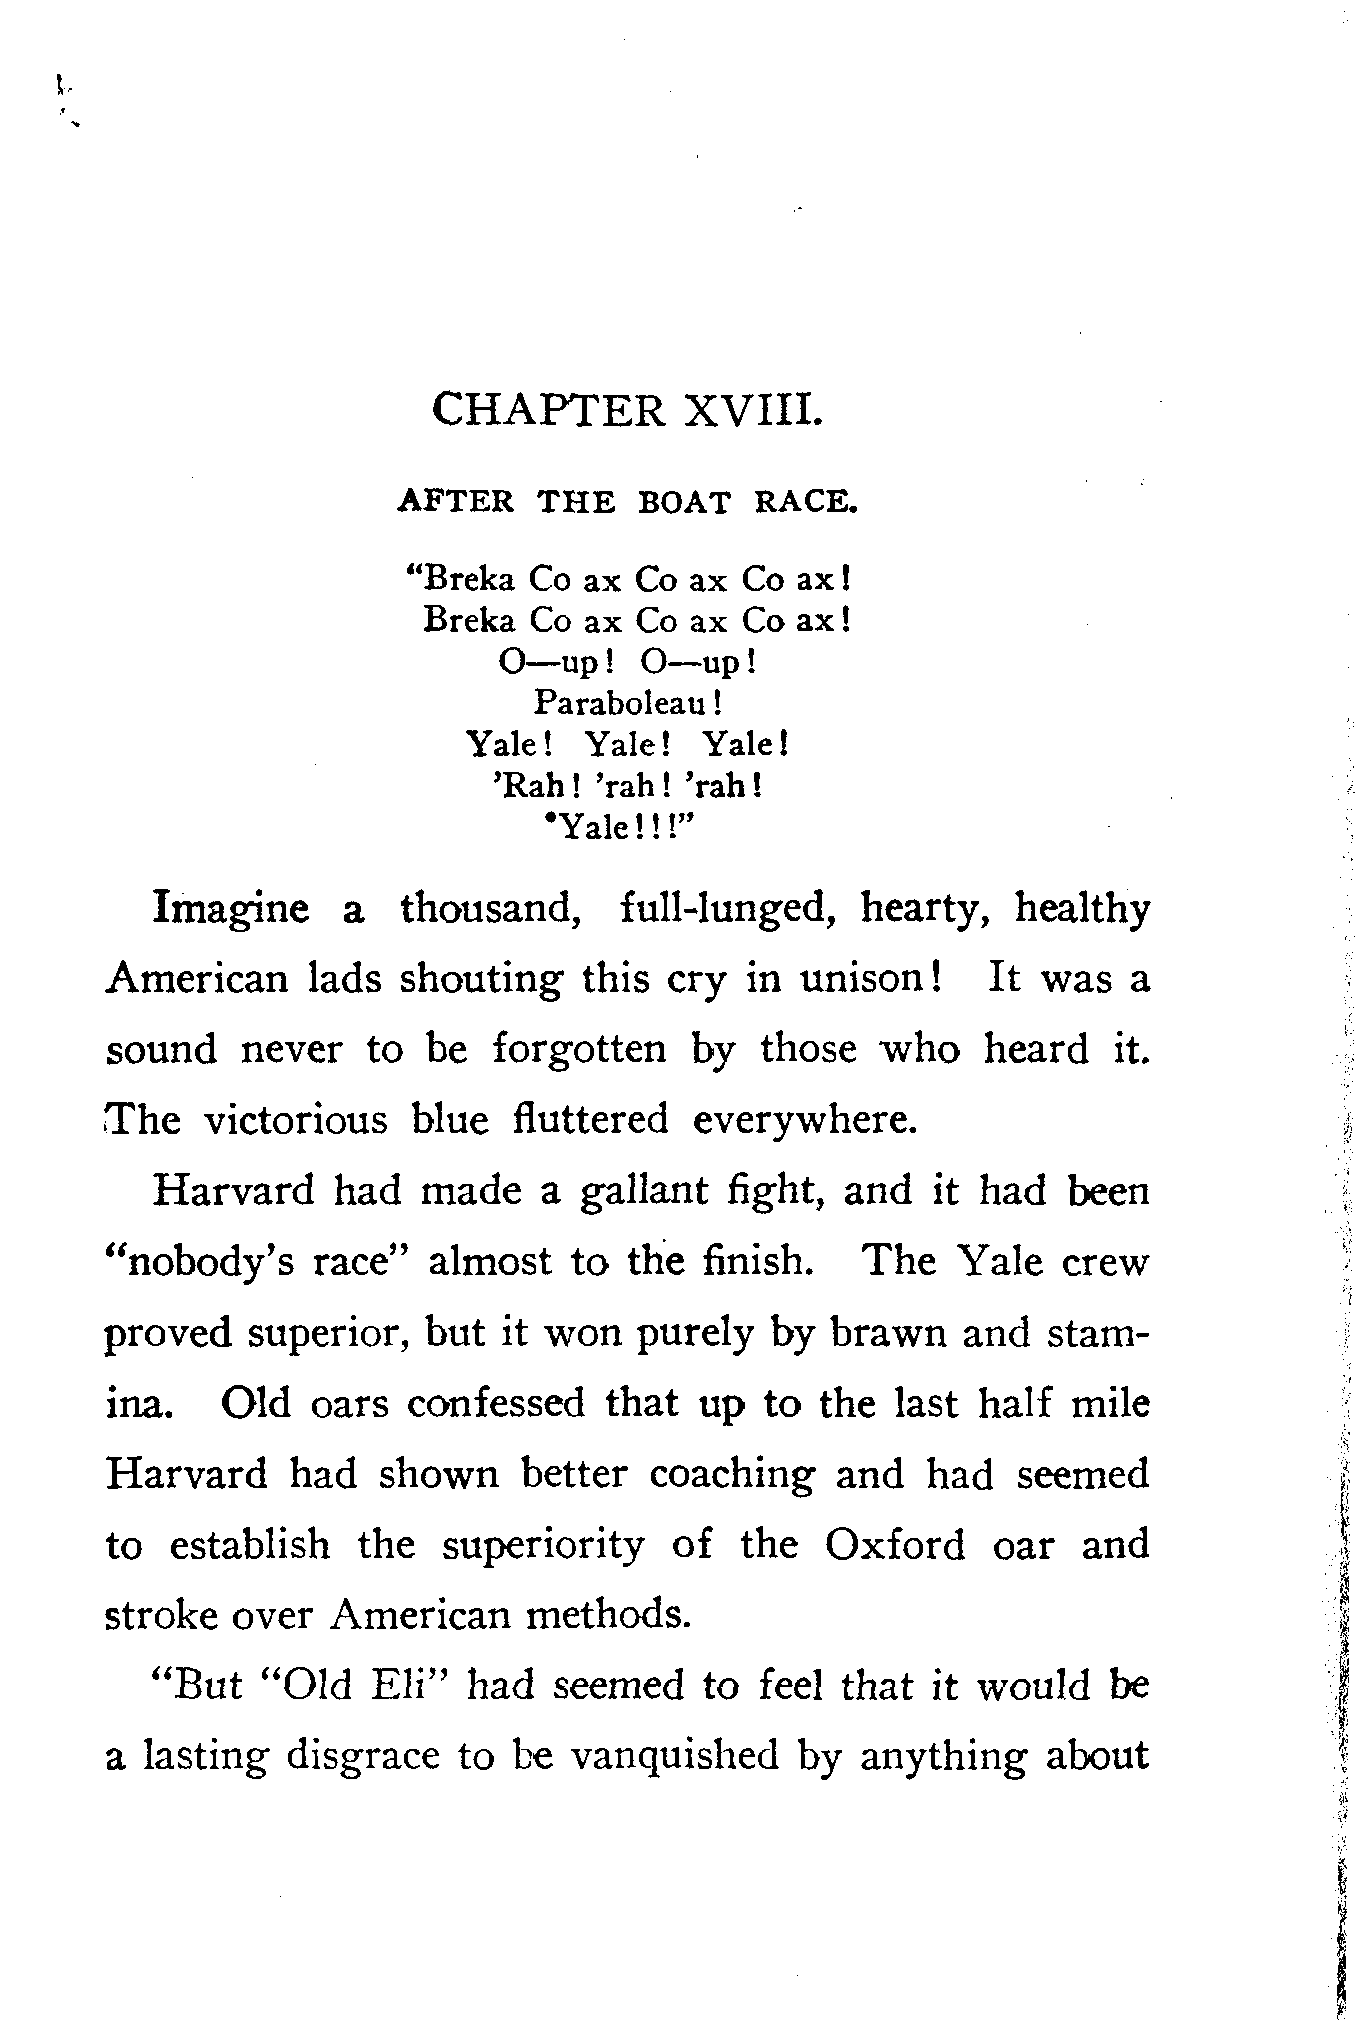 CHAPTER XVIII.
AFTER THE BOAT RACE.
“Breka Co ax Co ax Co ax!
Breka Co ax Co ax Co ax!
O—up! O—up!
Paraboleau!
Yale! Yale! Yale!
’Rah! ’rah! ’rah!
Yale!!!”
Imagine a thousand, full-lunged, hearty, healthy
American lads shouting this cry in unison! It was a
sound never to be forgotten by those who heard it.
The victorious blue fluttered everywhere.
Harvard had made a gallant fight, and it had been
“nobody’s race” almost to the finish. The Yale crew
proved superior, but it won purely by brawn and stam-
ina. Old oars confessed that up to the last half mile
Harvard had shown better coaching and had seemed
to establish the superiority of the Oxford oar and
stroke over American methods.
“But “Old Eli” had seemed to feel that it would be
a lasting disgrace to be vanquished by anything about